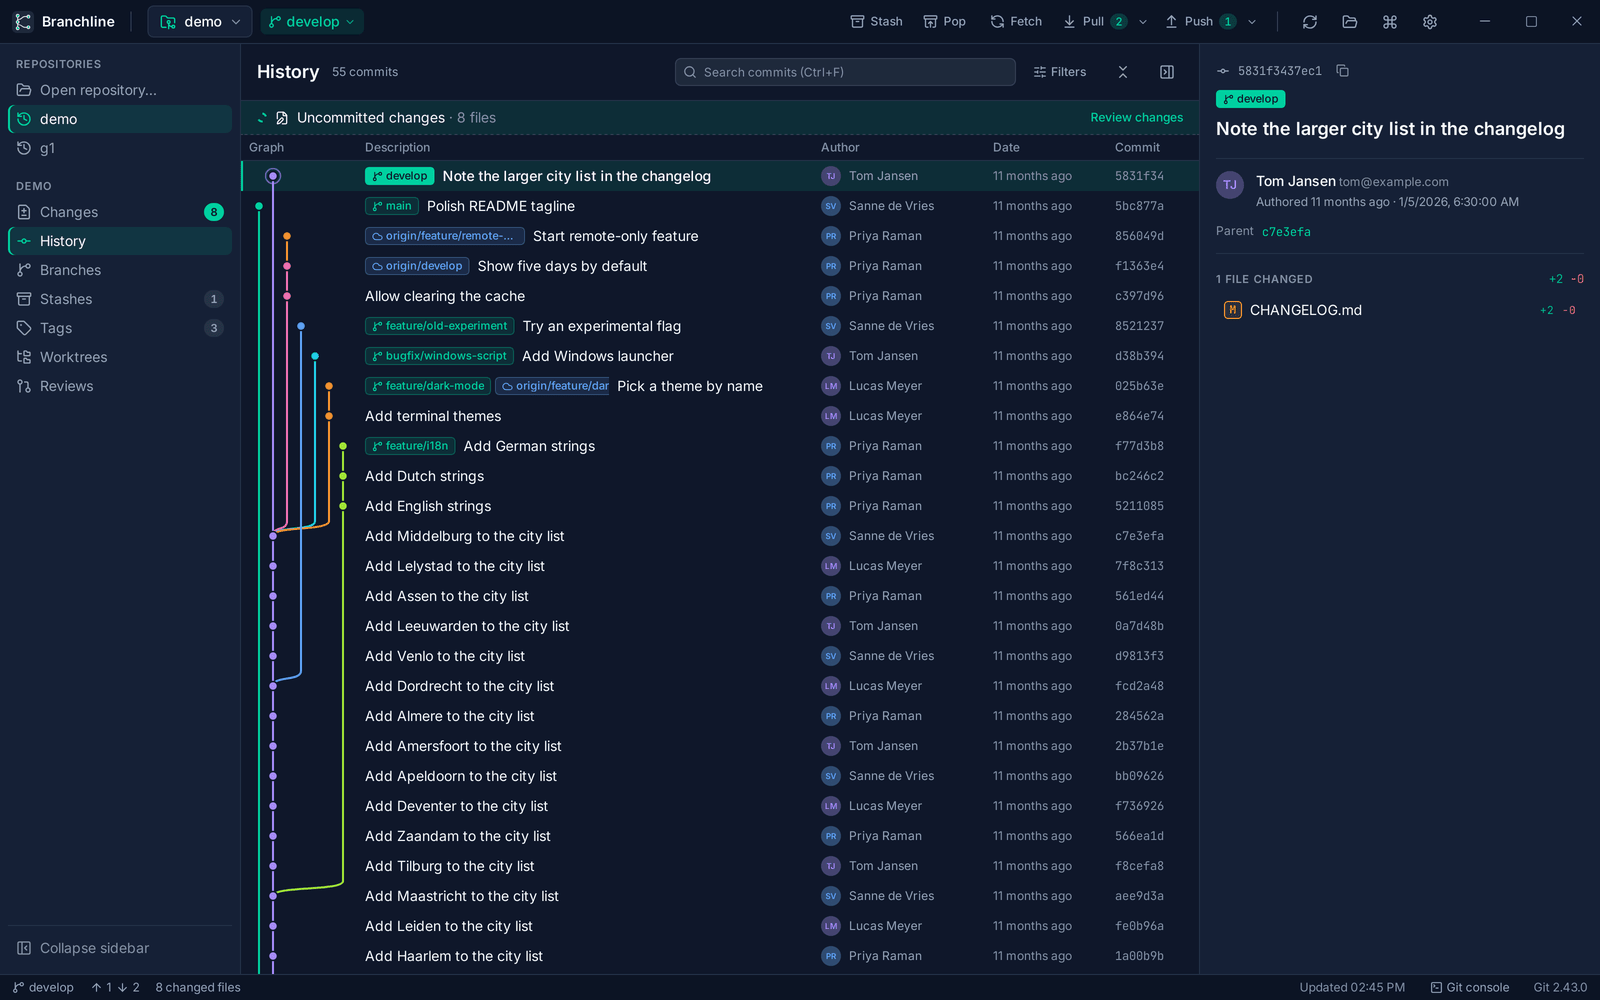 Branchline
demo
develop
Stash
Pop
Fetch
Pull 2
Push 1
REPOSITORIES
Open repository...
demo
g1
DEMO
Changes 8
History
Branches
Stashes 1
Tags 3
Worktrees
Reviews
Collapse sidebar
History 55 commits
Search commits (Ctrl+F)
Filters
Uncommitted changes · 8 files
Review changes
Graph Description Author Date Commit
develop Note the larger city list in the changelog TJ Tom Jansen 11 months ago 5831f34
main Polish README tagline SV Sanne de Vries 11 months ago 5bc877a
origin/feature/remote-... Start remote-only feature PR Priya Raman 11 months ago 856049d
origin/develop Show five days by default PR Priya Raman 11 months ago f1363e4
Allow clearing the cache PR Priya Raman 11 months ago c397d96
feature/old-experiment Try an experimental flag SV Sanne de Vries 11 months ago 8521237
bugfix/windows-script Add Windows launcher TJ Tom Jansen 11 months ago d38b394
feature/dark-mode origin/feature/dar Pick a theme by name LM Lucas Meyer 11 months ago 025b63e
Add terminal themes LM Lucas Meyer 11 months ago e864e74
feature/i18n Add German strings PR Priya Raman 11 months ago f77d3b8
Add Dutch strings PR Priya Raman 11 months ago bc246c2
Add English strings PR Priya Raman 11 months ago 5211085
Add Middelburg to the city list SV Sanne de Vries 11 months ago c7e3efa
Add Lelystad to the city list LM Lucas Meyer 11 months ago 7f8c313
Add Assen to the city list PR Priya Raman 11 months ago 561ed44
Add Leeuwarden to the city list TJ Tom Jansen 11 months ago 0a7d48b
Add Venlo to the city list SV Sanne de Vries 11 months ago d9813f3
Add Dordrecht to the city list LM Lucas Meyer 11 months ago fcd2a48
Add Almere to the city list PR Priya Raman 11 months ago 284562a
Add Amersfoort to the city list TJ Tom Jansen 11 months ago 2b37b1e
Add Apeldoorn to the city list SV Sanne de Vries 11 months ago bb09626
Add Deventer to the city list LM Lucas Meyer 11 months ago f736926
Add Zaandam to the city list PR Priya Raman 11 months ago 566ea1d
Add Tilburg to the city list TJ Tom Jansen 11 months ago f8cefa8
Add Maastricht to the city list SV Sanne de Vries 11 months ago aee9d3a
Add Leiden to the city list LM Lucas Meyer 11 months ago fe0b96a
Add Haarlem to the city list PR Priya Raman 11 months ago 1a00b9b
5831f3437ec1
develop
Note the larger city list in the changelog
TJ Tom Jansen tom@example.com
Authored 11 months ago · 1/5/2026, 6:30:00 AM
Parent c7e3efa
1 FILE CHANGED +2 -0
M CHANGELOG.md +2 -0
develop ↑ 1 ↓ 2 8 changed files
Updated 02:45 PM Git console Git 2.43.0